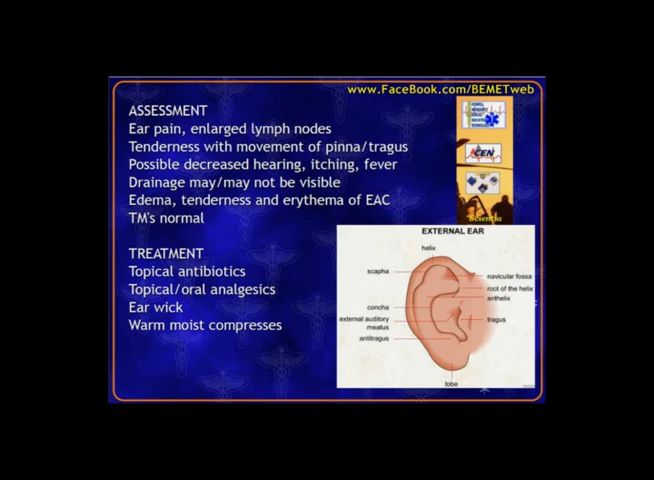 www.FaceBook.com/BEMETweb
ASSESSMENT
Ear pain, enlarged lymph nodes
Tenderness with movement of pinna/tragus
Possible decreased hearing, itching, fever
Drainage may/may not be visible
Edema, tenderness and erythema of EAC
TM's normal
TREATMENT
Topical antibiotics
Topical/oral analgesics
Ear wick
Warm moist compresses
ACEN
Scientia
EXTERNAL EAR
helix
scapha
navicular fossa
root of the helix
anthelix
concha
external auditory
meatus
tragus
antitragus
lobe